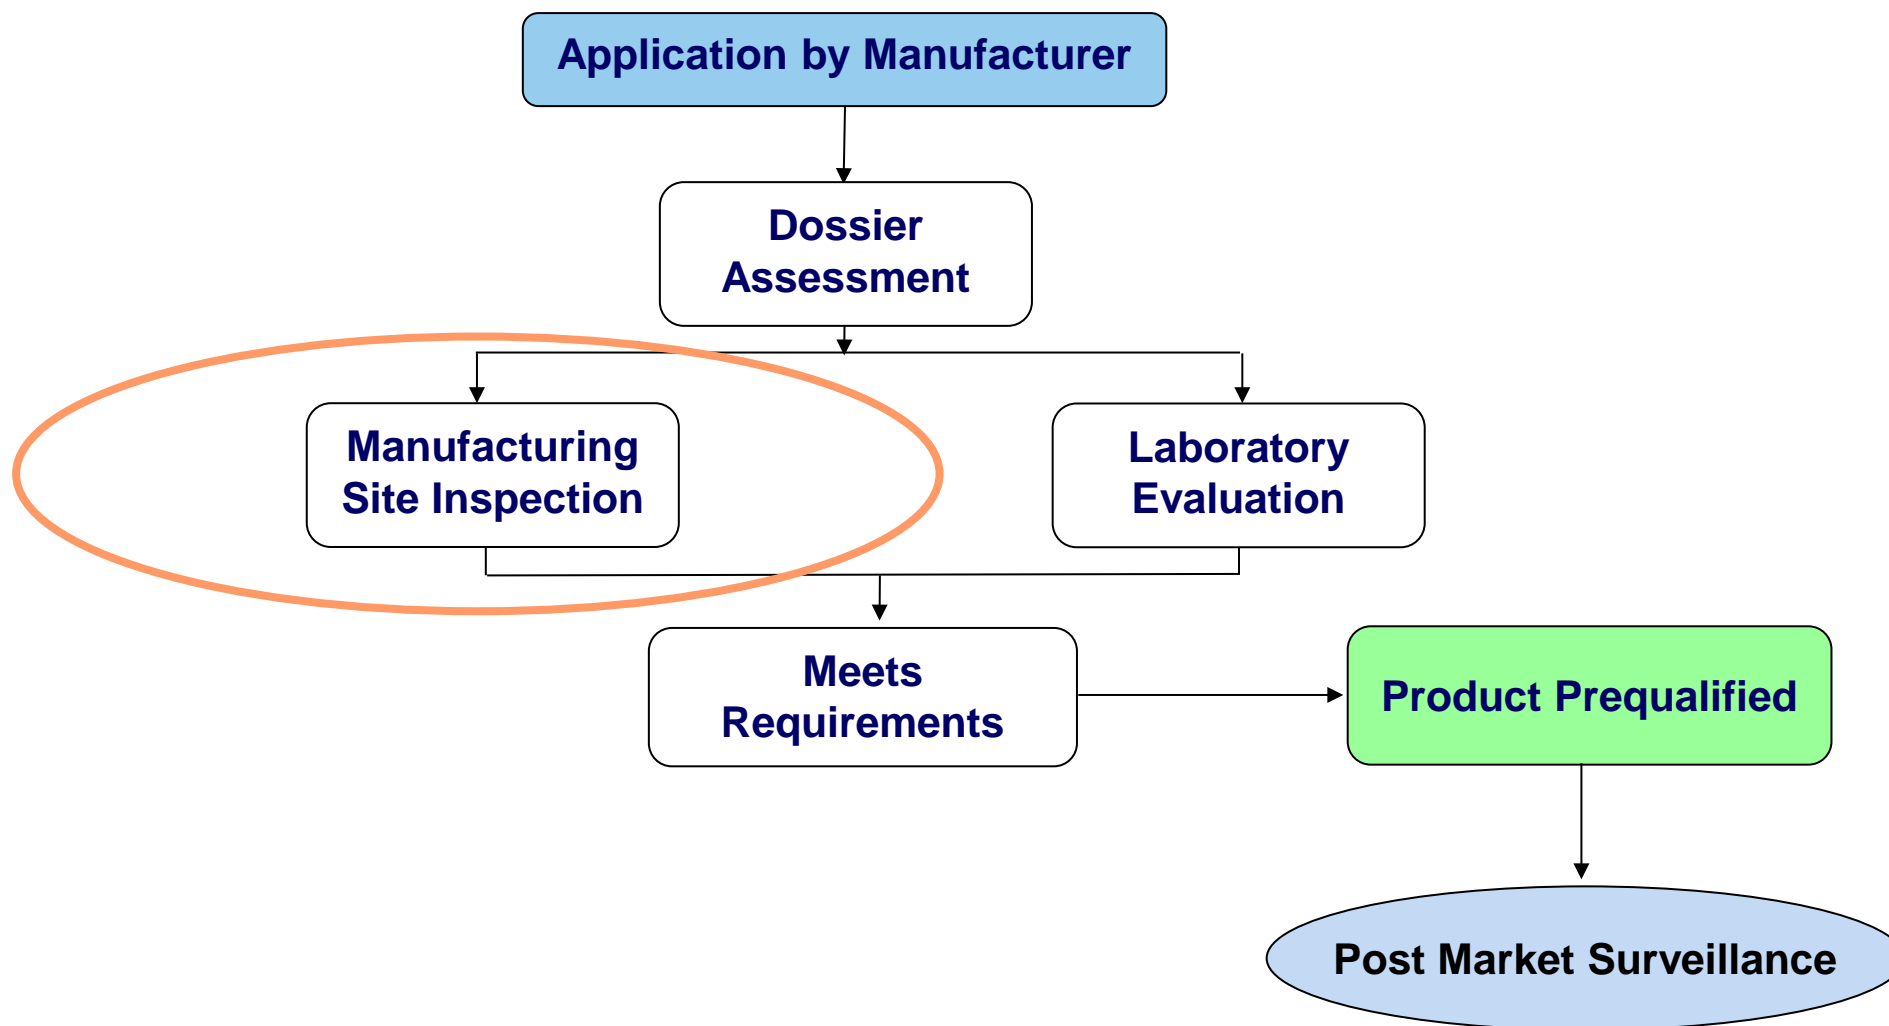 Application by Manufacturer
Dossier
Assessment
Manufacturing
Site Inspection
Laboratory
Evaluation
Meets
Requirements
Product Prequalified
Post Market Surveillance